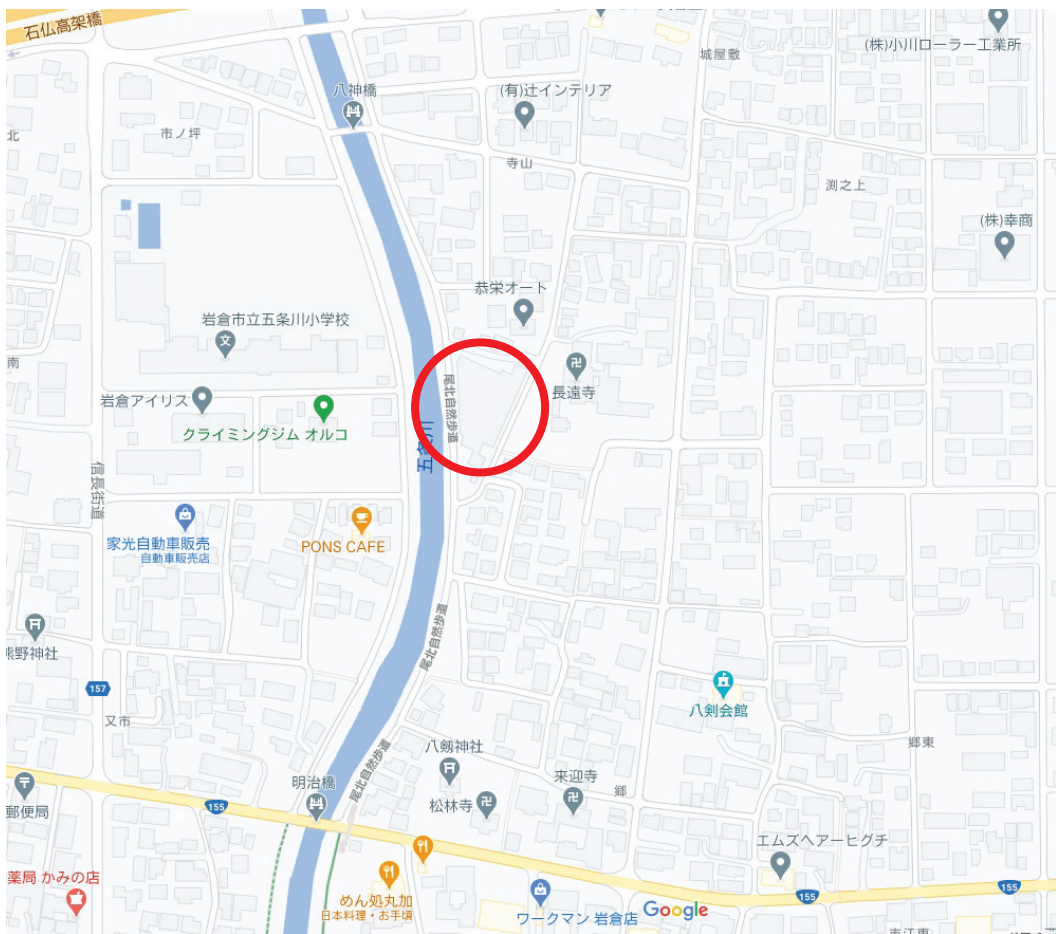 石仏高架橋
城屋敷
(株)小川ローラー工業所
八神橋
(有)辻インテリア
北
市ノ坪
寺山
渕之上
(株)幸商
恭栄オート
岩倉市立五条川小学校
南
長遠寺
尾北自然歩道
岩倉アイリス
クライミングジム オルコ
五条川
信長街道
家光自動車販売
自動車販売店
PONS CAFE
尾北自然歩道
熊野神社
157
八剣会館
又市
郷東
八剱神社
尾北自然歩道
明治橋
来迎寺
郷
松林寺
155
郵便局
エムズヘアーヒグチ
薬局 かみの店
めん処丸加
日本料理・お手頃
155
155
ワークマン 岩倉店
Google
市江東